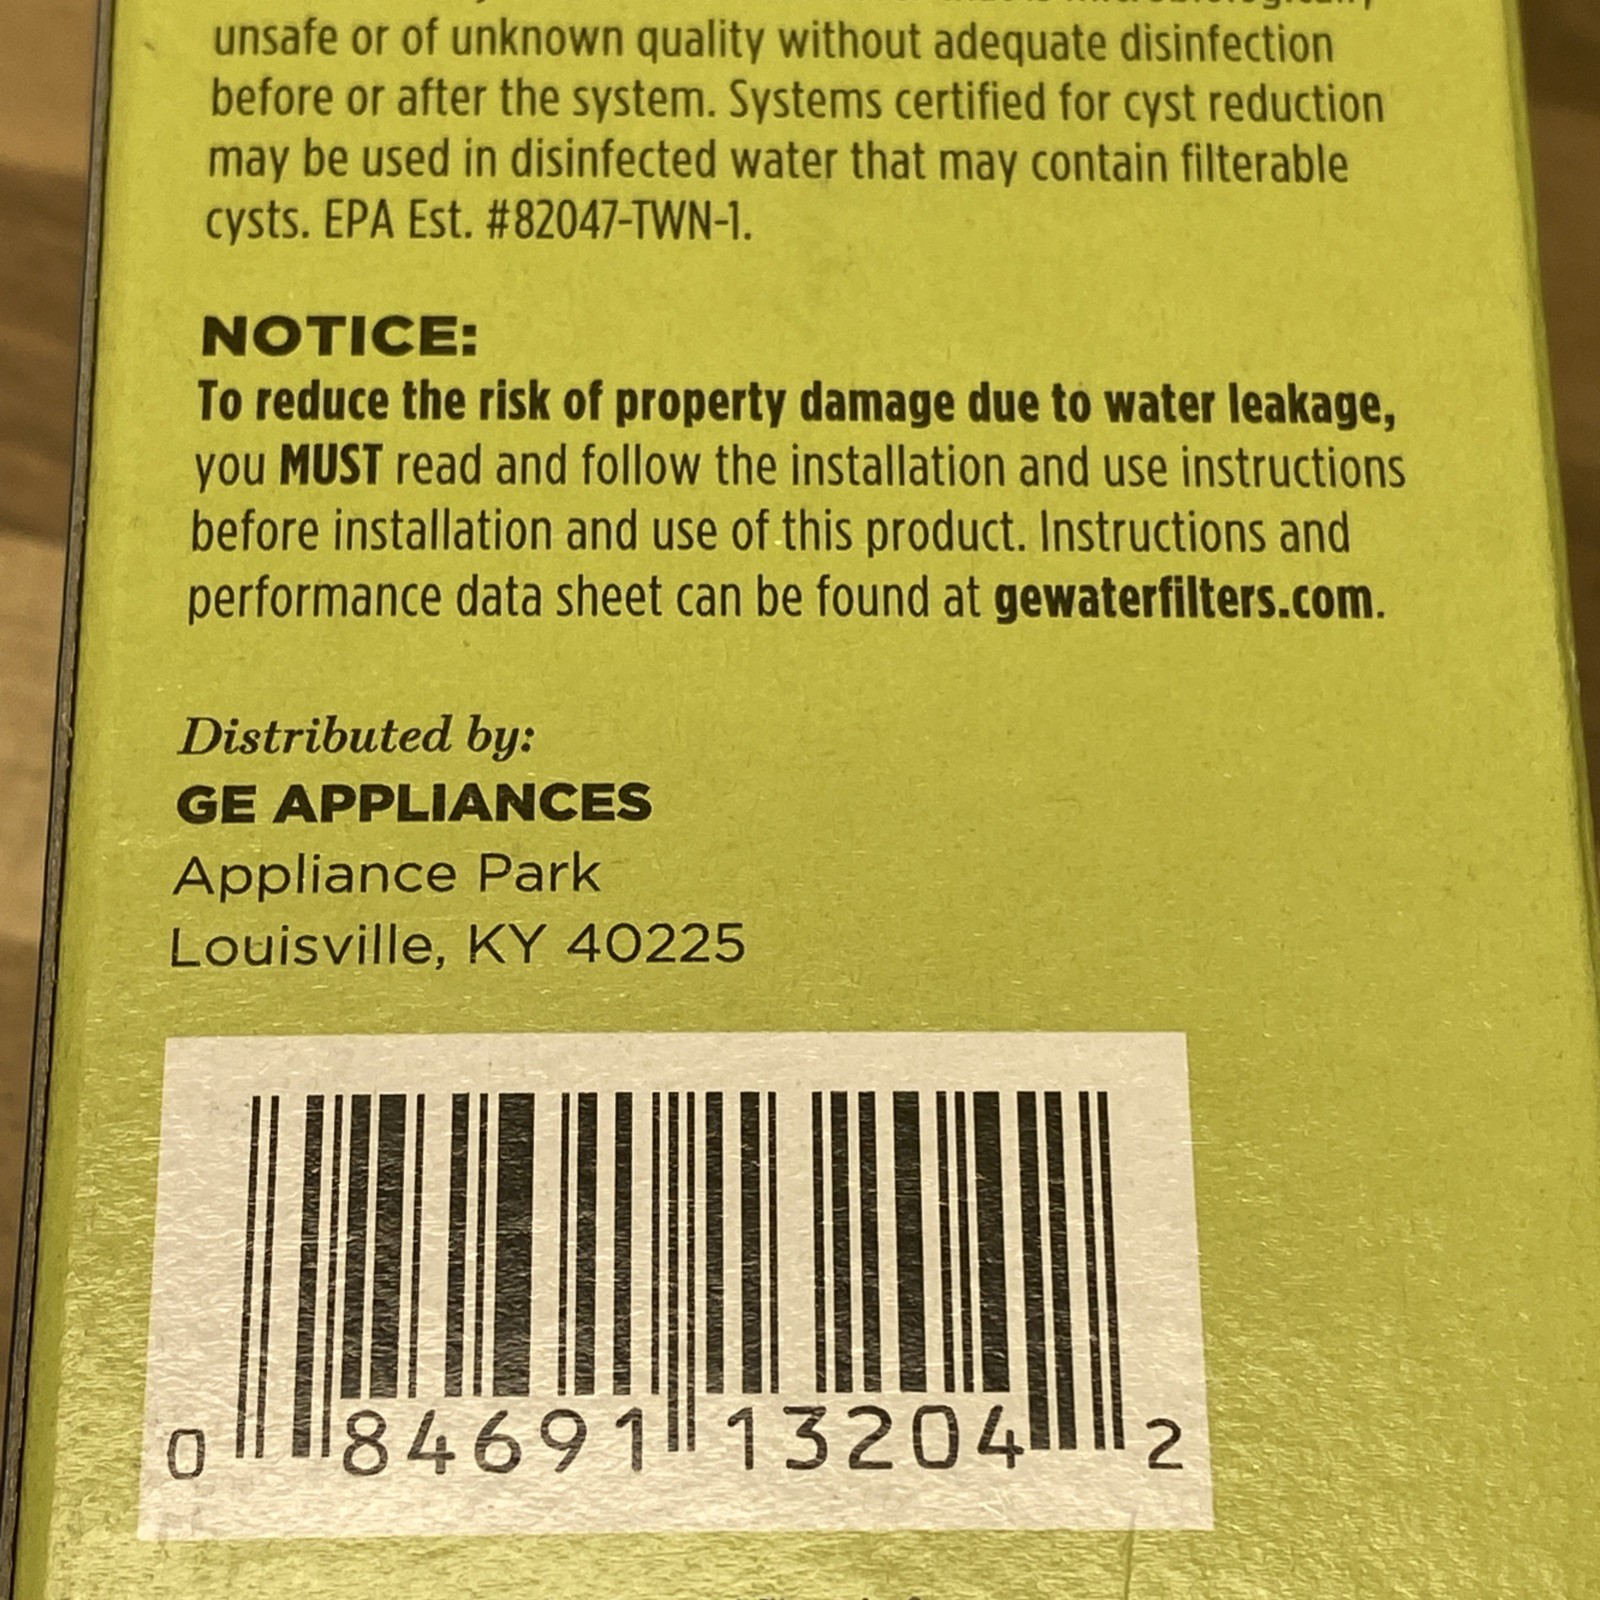 unsafe or of unknown quality without adequate disinfection
before or after the system. Systems certified for cyst reduction
may be used in disinfected water that may contain filterable
cysts. EPA Est. #82047-TWN-1.
NOTICE:
To reduce the risk of property damage due to water leakage,
you MUST read and follow the installation and use instructions
before installation and use of this product. Instructions and
performance data sheet can be found at gewaterfilters.com.
Distributed by:
GE APPLIANCES
Appliance Park
Louisville, KY 40225
0 84691 13204 2